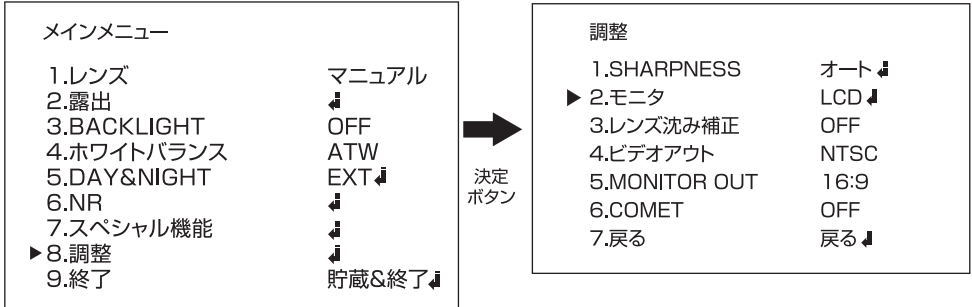 メインメニュー
1.レンズ マニュアル
2.露出 ↲
3.BACKLIGHT OFF
4.ホワイトバランス ATW
5.DAY&NIGHT EXT↲
6.NR ↲
7.スペシャル機能 ↲
▶8.調整 ↲
9.終了 貯蔵&終了↲
決定
ボタン
調整
1.SHARPNESS オート↲
▶ 2.モニタ LCD↲
3.レンズ沈み補正 OFF
4.ビデオアウト NTSC
5.MONITOR OUT 16:9
6.COMET OFF
7.戻る 戻る↲